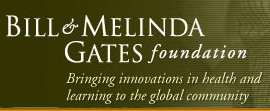 BILL & MELINDA
GATES foundation
Bringing innovations in health and
learning to the global community